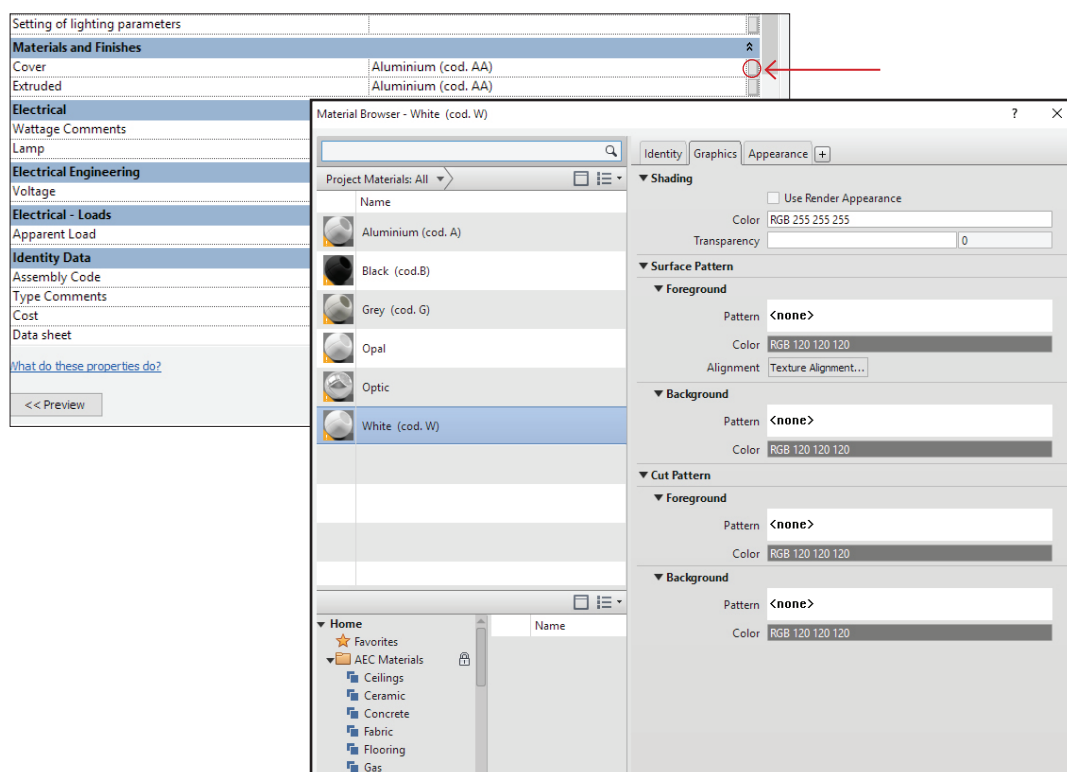 Setting of lighting parameters
Materials and Finishes
Cover Aluminium (cod. AA)
Extruded Aluminium (cod. AA)
Electrical
Wattage Comments
Lamp
Electrical Engineering
Voltage
Electrical - Loads
Apparent Load
Identity Data
Assembly Code
Type Comments
Cost
Data sheet
What do these properties do?
<< Preview
Material Browser - White (cod. W) ?
Project Materials: All
Name
Aluminium (cod. A)
Black (cod.B)
Grey (cod. G)
Opal
Optic
White (cod. W)
Home
Favorites
AEC Materials
Ceilings
Ceramic
Concrete
Fabric
Flooring
Gas
Name
Identity Graphics Appearance +
Shading
Use Render Appearance
Color RGB 255 255 255
Transparency 0
Surface Pattern
Foreground
Pattern <none>
Color RGB 120 120 120
Alignment Texture Alignment...
Background
Pattern <none>
Color RGB 120 120 120
Cut Pattern
Foreground
Pattern <none>
Color RGB 120 120 120
Background
Pattern <none>
Color RGB 120 120 120